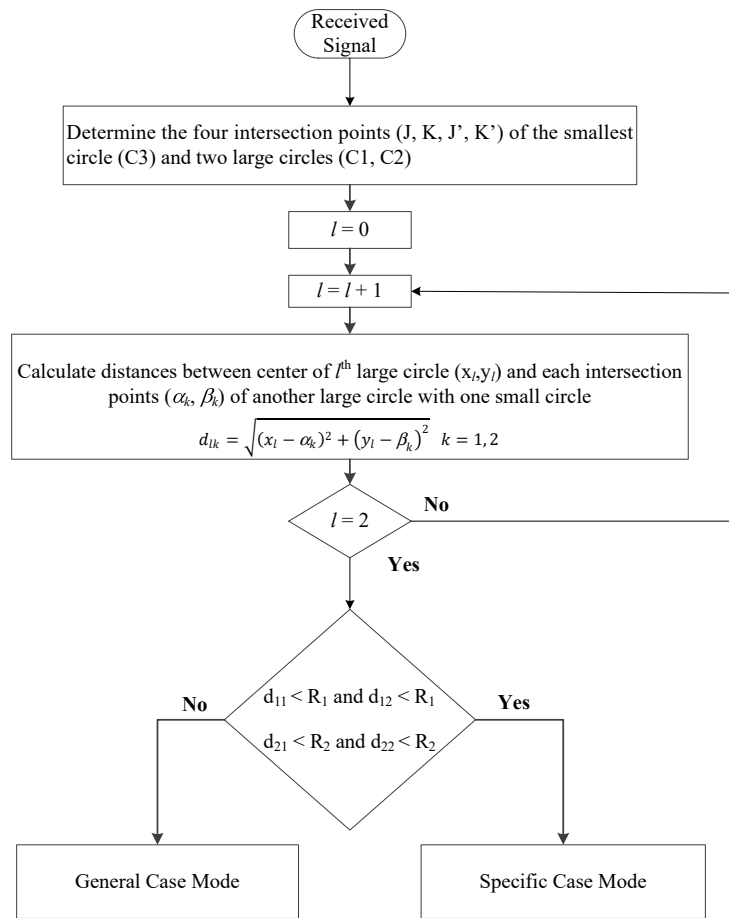 Received
Signal
Determine the four intersection points (J, K, J’, K’) of the smallest
circle (C3) and two large circles (C1, C2)
l = 0
l = l + 1
Calculate distances between center of lᵗʰ large circle (xₗ,yₗ) and each intersection
points (αₖ, βₖ) of another large circle with one small circle
dₗₖ = √((xₗ − αₖ)² + (yₗ − βₖ)²) k = 1, 2
l = 2
No
Yes
d₁₁ < R₁ and d₁₂ < R₁
d₂₁ < R₂ and d₂₂ < R₂
No
Yes
General Case Mode
Specific Case Mode